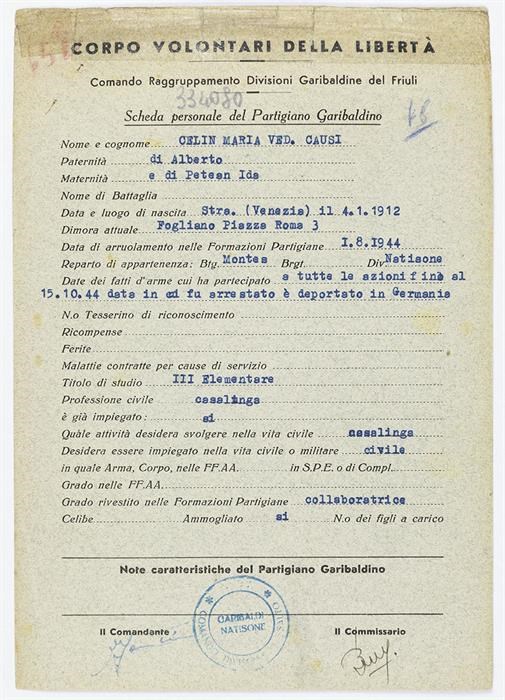 CORPO VOLONTARI DELLA LIBERTÀ
Comando Raggruppamento Divisioni Garibaldine del Friuli
334080
Scheda personale del Partigiano Garibaldino
Nome e cognome CELIN MARIA VED. CAUSI
Paternità di Alberto
Maternità e di Petean Ida
Nome di Battaglia
Data e luogo di nascita Stra. (Venezia) il 4.1.1912
Dimora attuale Fogliano Piazza Roma 3
Data di arruolamento nelle Formazioni Partigiane I.8.1944
Reparto di appartenenza: Btg. Montes Brgt. Div. Natisone
Date dei fatti d'arme cui ha partecipato a tutte le azioni fino al
15.10.44 data in cui fu arrestato è deportato in Germania
N.o Tesserino di riconoscimento
Ricompense
Ferite
Malattie contratte per cause di servizio
Titolo di studio III Elementare
Professione civile casalinga
è già impiegato: si
Quale attività desidera svolgere nella vita civile casalinga
Desidera essere impiegato nella vita civile o militare civile
in quale Arma, Corpo, nelle FF.AA. in S.P.E. o di Compl.
Grado nelle FF.AA.
Grado rivestito nelle Formazioni Partigiane collaboratrice
Celibe Ammogliato si N.o dei figli a carico
Note caratteristiche del Partigiano Garibaldino
GARIBALDI
NATISONE
Il Comandante Il Commissario